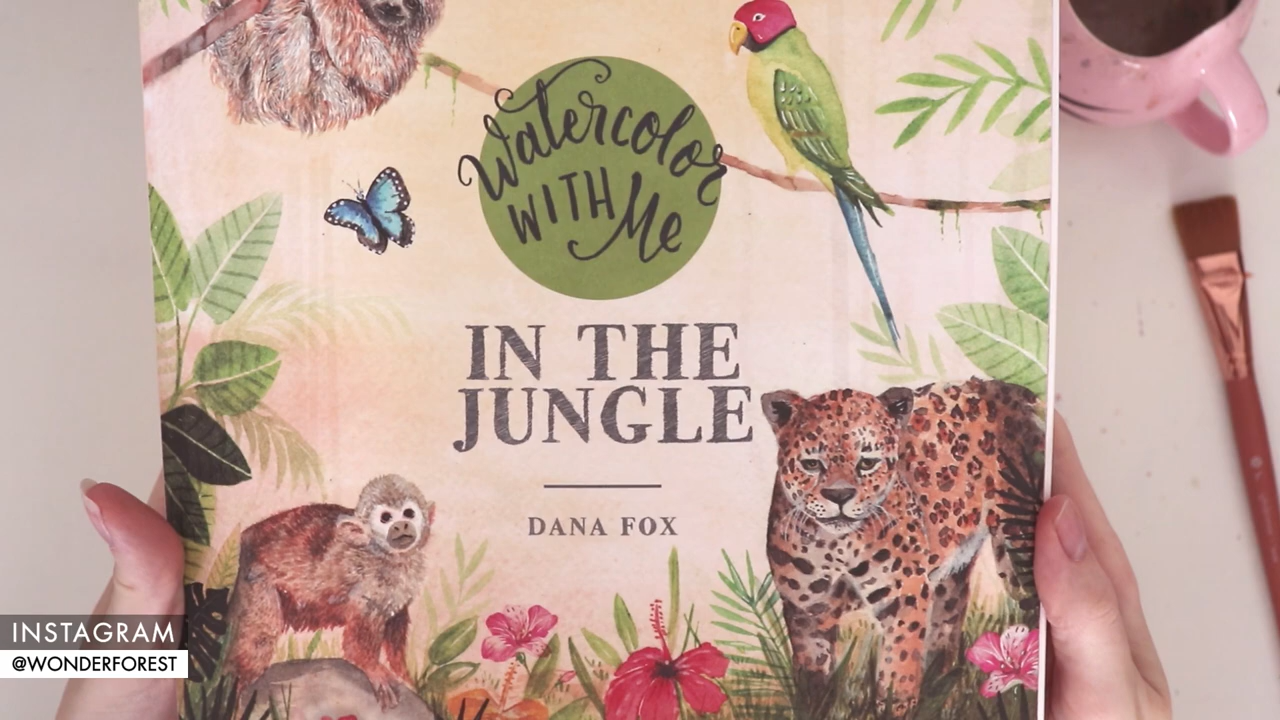 Watercolor
WITH Me
IN THE
JUNGLE
DANA FOX
INSTAGRAM
@WONDERFOREST